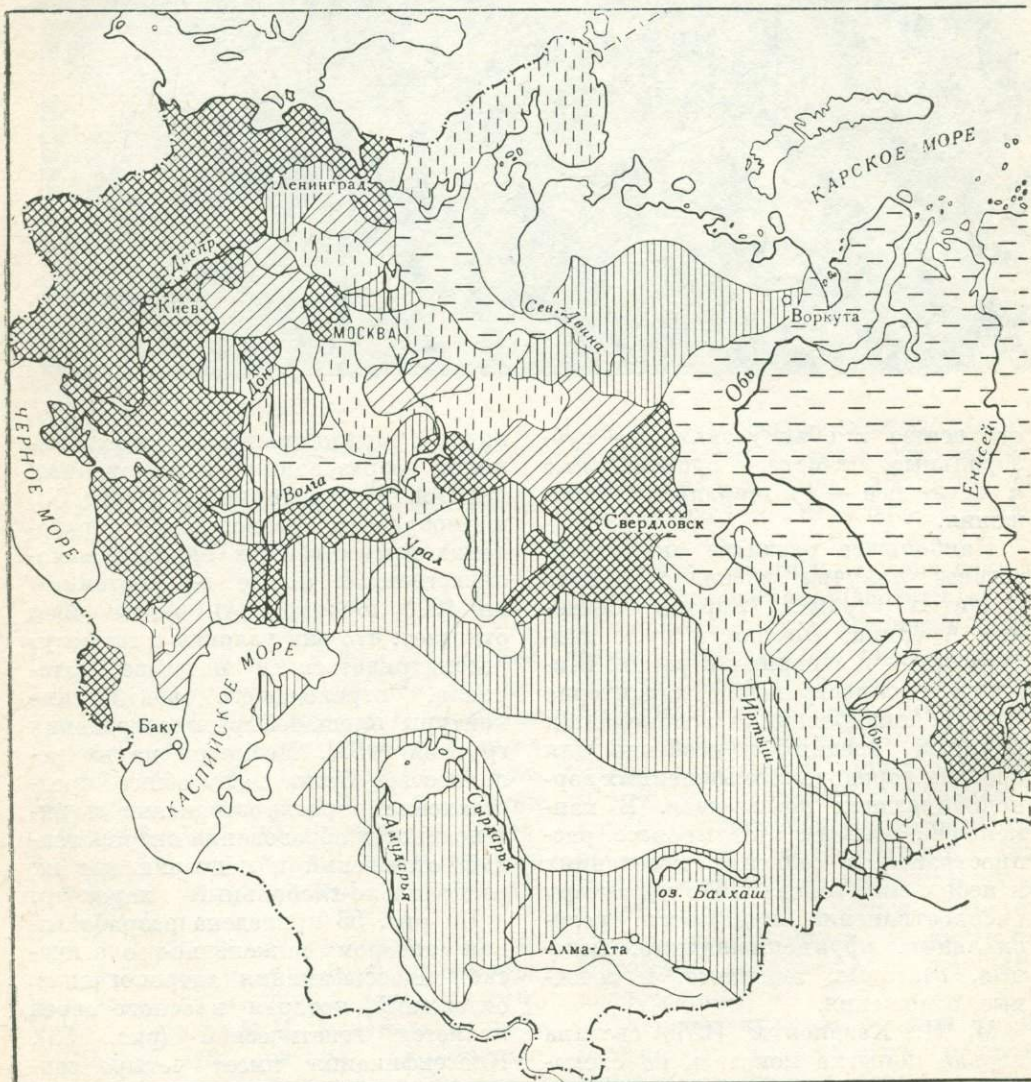 КАРСКОЕ МОРЕ
Ленинград
Днепр
Киев
МОСКВА
Сев. Двина
Воркута
Дон
Обь
Енисей
ЧЕРНОЕ МОРЕ
Волга
Свердловск
Урал
Иртыш
Обь
Баку
КАСПИЙСКОЕ МОРЕ
Амударья
Сырдарья
оз. Балхаш
Алма-Ата